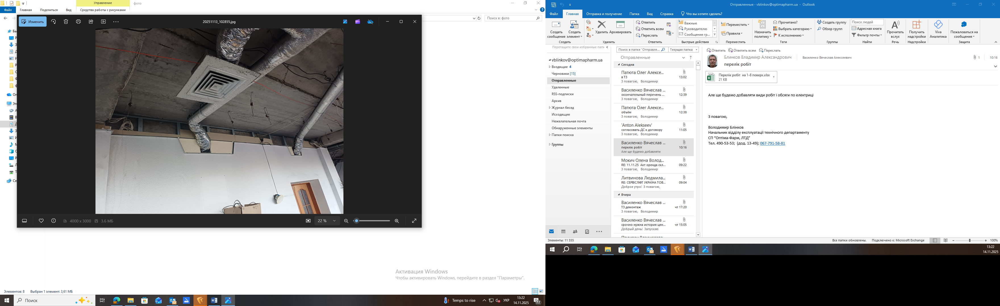 Управление
фото
Файл
Главная
Поделиться
Вид
Средства работы с рисунками
Поиск в: фото
Изменить
20251113_102855.jpg
4000 x 3000
3.6 МБ
22 %
Активация Windows
Чтобы активировать Windows, перейдите в раздел "Параметры".
Элементов: 8
Выбран 1 элемент: 3,61 МБ
Поиск
Temps to rise
УКР
13:22
14.11.2025
22
Отправленные - vblinkov@optimapharm.ua - Outlook
Файл
Главная
Отправка и получение
Папка
Вид
Справка
Что вы хотите сделать?
Создать сообщение
Создать элемент
Создать
Удалить
Архивировать
Удалить
Ответить
Ответить всем
Переслать
Ответить
Важные
Руководителю
Сообщение гр...
Быстрые действия
Переместить
Правила
Переместить
Назначить политику
Прочитано?
Выбрать категорию
К исполнению
Теги
Создать группу
Обзор групп
Группы
Поиск людей
Адресная книга
Фильтр почты
Найти
Прочитать вслух
Речь
Получить надстройки
Надстройки
Viva Аналитика
Пожаловаться на сообщение
Защита
Перетащите свои избранные пап
vblinkov@optimapharm.ua
Входящие 4
Черновики [15]
Отправленные
Удаленные
RSS-подписки
Архив
Журнал бесед
Исходящие
Нежелательная почта
Обнаруженные элементы
Папки поиска
Группы
Поиск в папке "Отправле...
Текущая папка
Отправленные
Сегодня
Патюта Олег Алексе...
в ТЗ 13:02
З повагою, Володимир
Василенко Вячеслав ...
окончательный перечень ... 12:39
З повагою, Володимир
Патюта Олег Алексе...
объём 12:38
З повагою, Володимир
'Anton Alekseev'
согласовать ДС к договору 11:05
З повагою, Володимир
Василенко Вячеслав ...
перелік робіт 10:16
Але ще будемо добавляти
Мокич Олена Волод...
RE: 11.11.25 Акт оренда скл... 09:22
З повагою, Володимир
Литвинова Людмила...
RE: СЕРВІСЛІФТ УКРАЇНА ТОВ... 09:04
Доброе утро! З повагою,
Вчера
Василенко Вячеслав ...
ТЗ демонтаж чт 17:20
З повагою, Володимир
Василенко Вячеслав ...
срочно нужна история цен... чт 15:05
Добрый день! Запускаю
Ответить
Ответить всем
Переслать
Блинков Владимир Александрович
Василенко Вячеслав Алексеевич
1
10:16
перелік робіт
Перелік робіт на 1-8 поверх.xlsx
21 KB
Але ще будемо добавляти види робіт і обсяги по електриці
З повагою,
Володимир Блінков
Начальник відділу експлуатації технічного департаменту
СП “Оптіма-Фарм, ЛТД”
Тел. 490-53-53; (дод. 13-49); 067-791-58-81
Элементы: 11 555
Все папки обновлены.
Подключено к: Microsoft Exchange
100%
13:22
14.11.2025